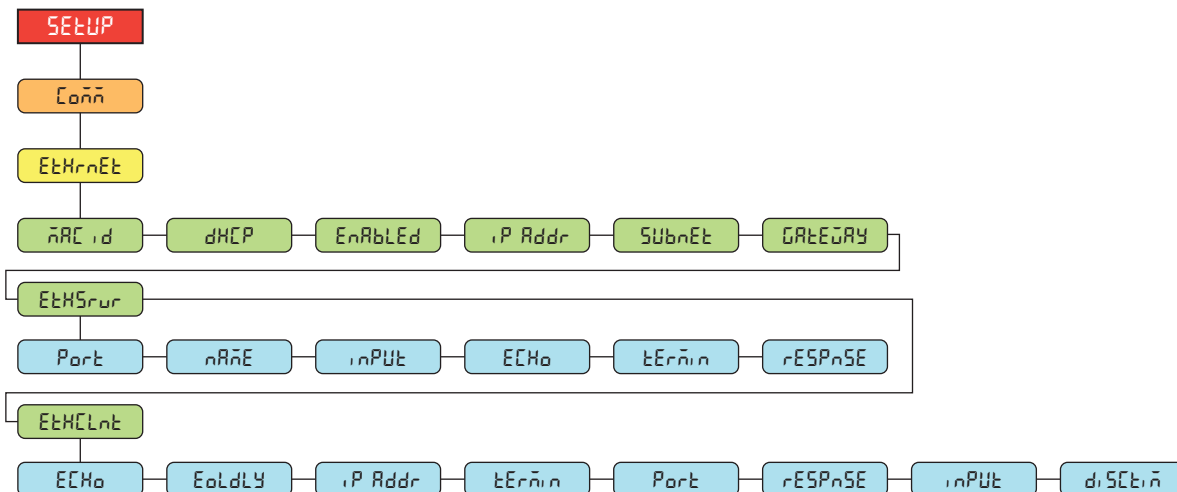 SEtUP
Comm
EtHrnEt
mAC id
dHCP
EnAbLEd
iP Addr
SUbnEt
GAtEwAY
EtHSrvr
Port
nAmE
inPUt
ECHo
tErmin
rESPnSE
EtHCLnt
ECHo
EoLdLY
iP Addr
tErmin
Port
rESPnSE
inPUt
diSCtim